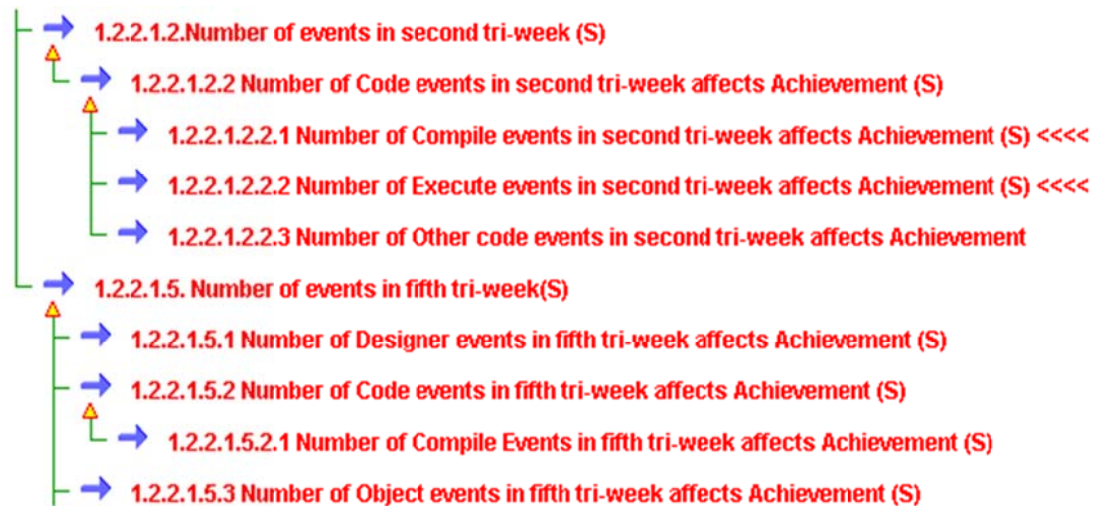 1.2.2.1.2.Number of events in second tri-week (S)
1.2.2.1.2.2 Number of Code events in second tri-week affects Achievement (S)
1.2.2.1.2.2.1 Number of Compile events in second tri-week affects Achievement (S) <<<<
1.2.2.1.2.2.2 Number of Execute events in second tri-week affects Achievement (S) <<<<
1.2.2.1.2.2.3 Number of Other code events in second tri-week affects Achievement
1.2.2.1.5. Number of events in fifth tri-week(S)
1.2.2.1.5.1 Number of Designer events in fifth tri-week affects Achievement (S)
1.2.2.1.5.2 Number of Code events in fifth tri-week affects Achievement (S)
1.2.2.1.5.2.1 Number of Compile Events in fifth tri-week affects Achievement (S)
1.2.2.1.5.3 Number of Object events in fifth tri-week affects Achievement (S)